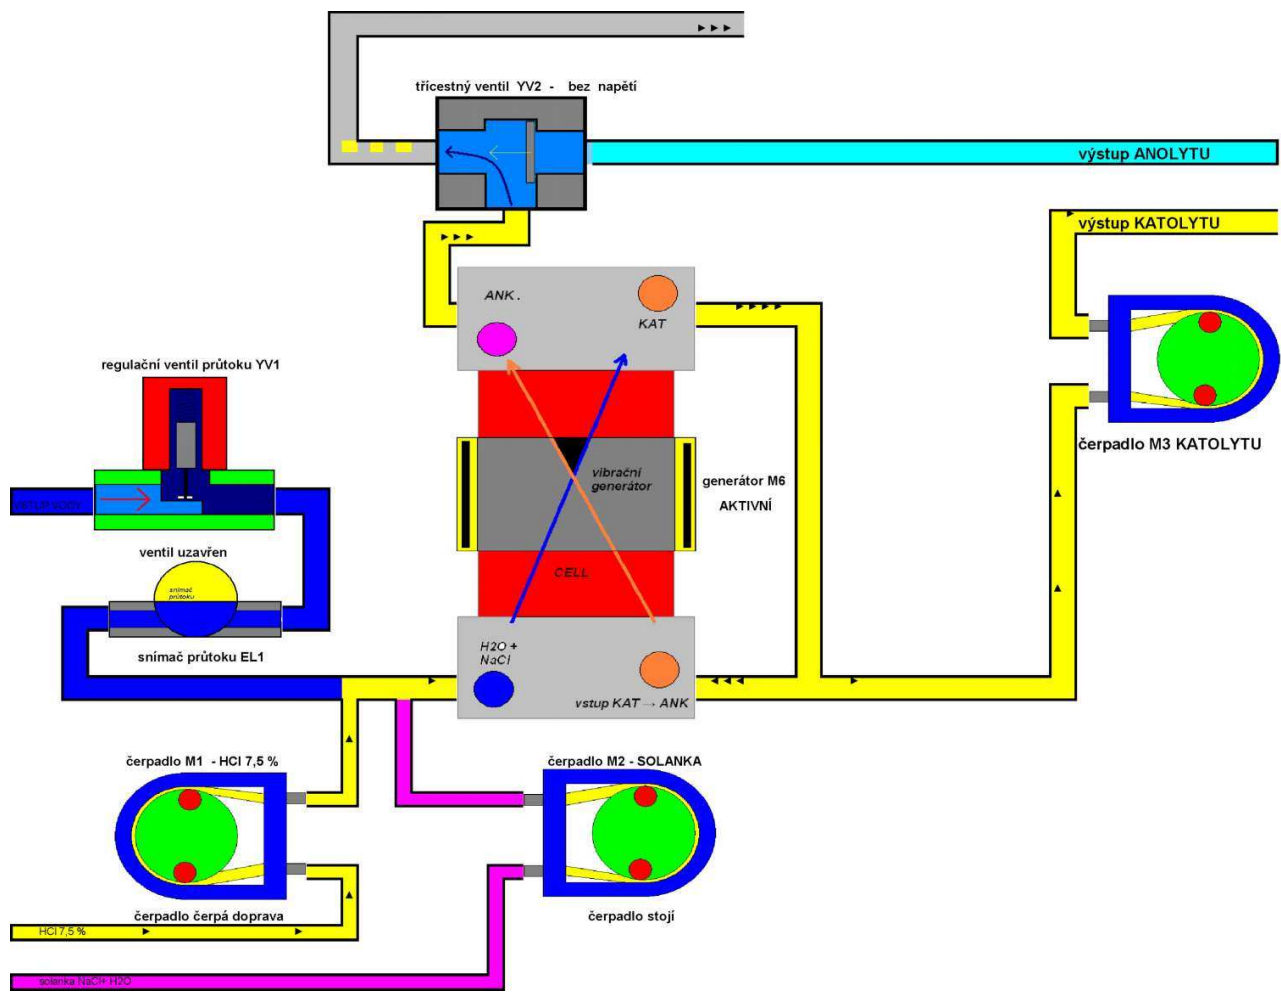 třícestný ventil YV2 - bez napětí
výstup ANOLYTU
výstup KATOLYTU
ANK .
KAT
regulační ventil průtoku YV1
čerpadlo M3 KATOLYTU
vibrační
generátor
generátor M6
AKTIVNÍ
VSTUP VODY
ventil uzavřen
CELL
snímač
průtoku
snímač průtoku EL1
H2O +
NaCl
vstup KAT → ANK
čerpadlo M1 - HCl 7,5 %
čerpadlo M2 - SOLANKA
čerpadlo čerpá doprava
čerpadlo stojí
HCl 7,5 %
solanka NaCl+ H2O